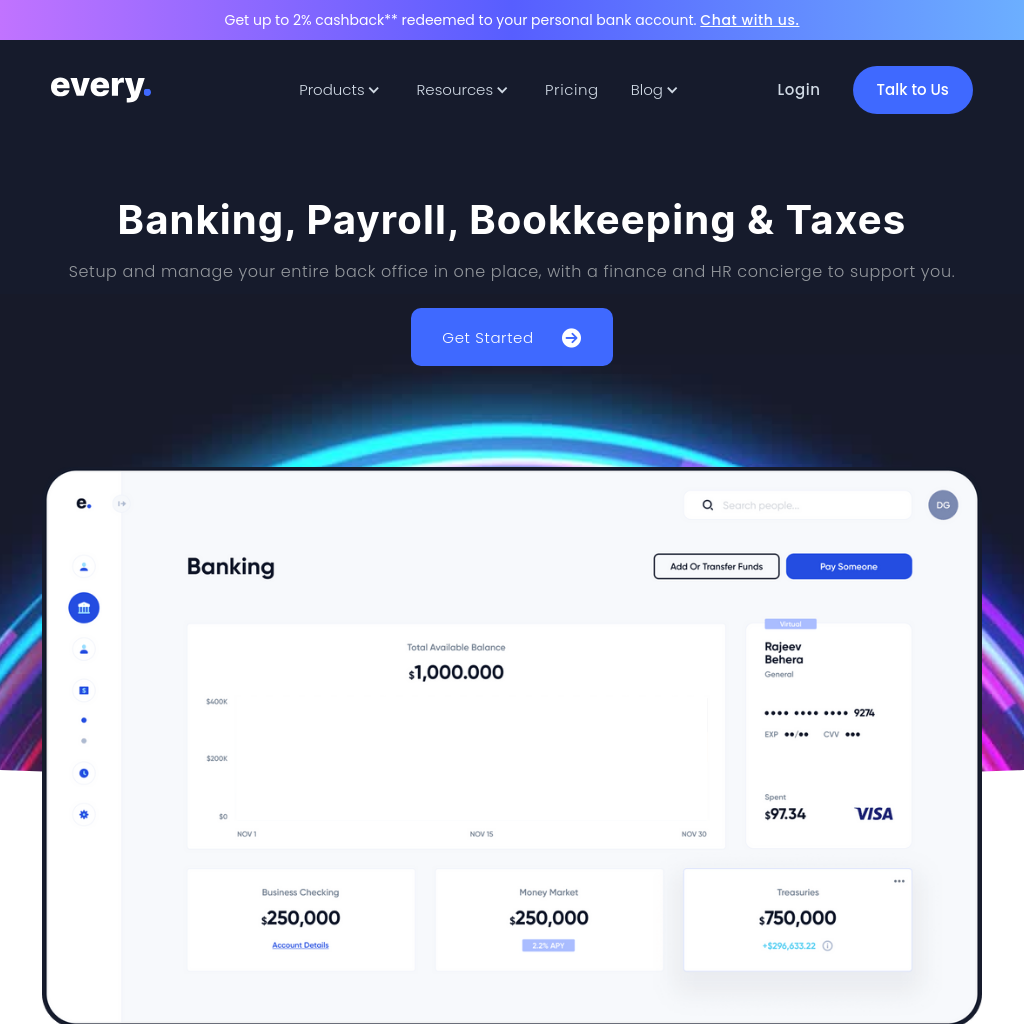 Get up to 2% cashback** redeemed to your personal bank account. Chat with us.
every.
Products
Resources
Pricing
Blog
Login
Talk to Us
Banking, Payroll, Bookkeeping & Taxes
Setup and manage your entire back office in one place, with a finance and HR concierge to support you.
Get Started
e.
Search people...
DG
Banking
Add Or Transfer Funds
Pay Someone
Total Available Balance
$1,000.000
$400K
$200K
$0
NOV 1
NOV 15
NOV 30
Virtual
Rajeev
Behera
General
•••• •••• •••• 9274
EXP ••/•• CVV •••
Spent
$97.34
VISA
Business Checking
$250,000
Account Details
Money Market
$250,000
2.2% APY
Treasuries
$750,000
+$296,633.22